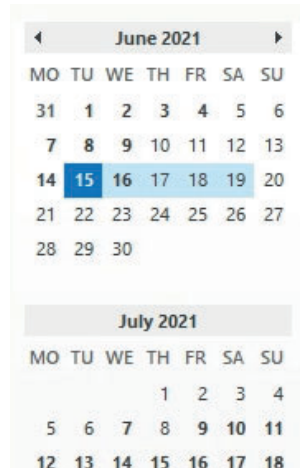 June 2021
MO TU WE TH FR SA SU
31 1 2 3 4 5 6
7 8 9 10 11 12 13
14 15 16 17 18 19 20
21 22 23 24 25 26 27
28 29 30
July 2021
MO TU WE TH FR SA SU
1 2 3 4
5 6 7 8 9 10 11
12 13 14 15 16 17 18